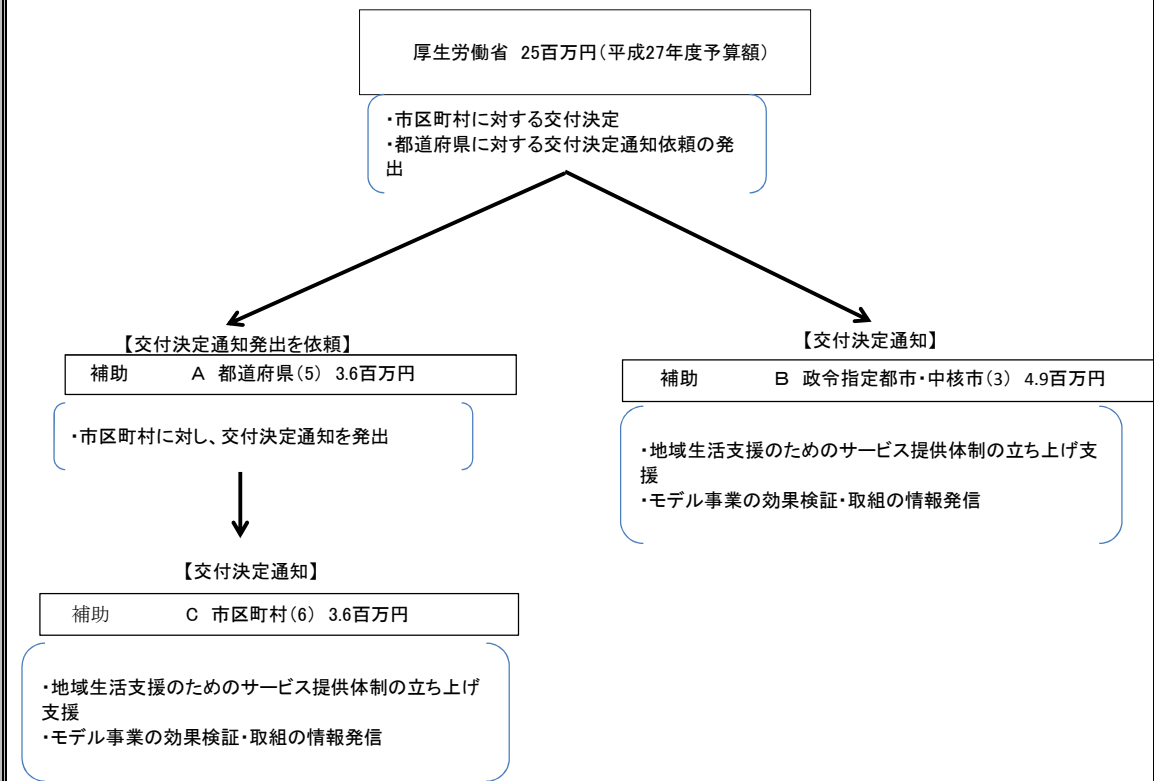 厚生労働省 25百万円(平成27年度予算額)
・市区町村に対する交付決定
・都道府県に対する交付決定通知依頼の発
出
【交付決定通知発出を依頼】
補助 A 都道府県(5) 3.6百万円
・市区町村に対し、交付決定通知を発出
【交付決定通知】
補助 C 市区町村(6) 3.6百万円
・地域生活支援のためのサービス提供体制の立ち上げ
支援
・モデル事業の効果検証・取組の情報発信
【交付決定通知】
補助 B 政令指定都市・中核市(3) 4.9百万円
・地域生活支援のためのサービス提供体制の立ち上げ支
援
・モデル事業の効果検証・取組の情報発信